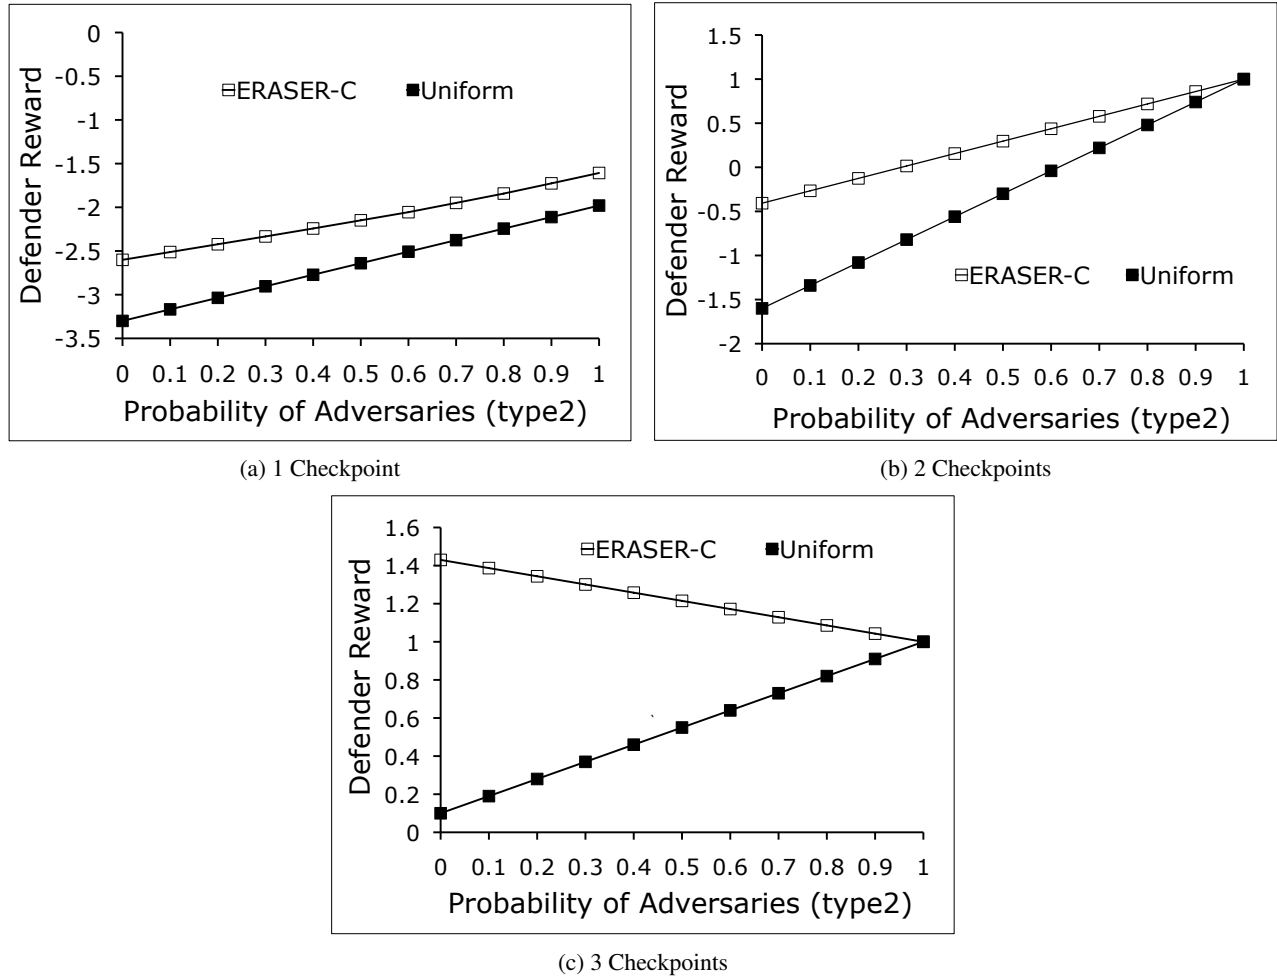 0
-0.5
-1
-1.5
-2
-2.5
-3
-3.5
Defender Reward
ERASER-C Uniform
0 0.1 0.2 0.3 0.4 0.5 0.6 0.7 0.8 0.9 1
Probability of Adversaries (type2)
(a) 1 Checkpoint
1.5
1
0.5
0
-0.5
-1
-1.5
-2
Defender Reward
ERASER-C Uniform
0 0.1 0.2 0.3 0.4 0.5 0.6 0.7 0.8 0.9 1
Probability of Adversaries (type2)
(b) 2 Checkpoints
1.6
1.4
1.2
1
0.8
0.6
0.4
0.2
0
Defender Reward
ERASER-C Uniform
0 0.1 0.2 0.3 0.4 0.5 0.6 0.7 0.8 0.9 1
Probability of Adversaries (type2)
(c) 3 Checkpoints